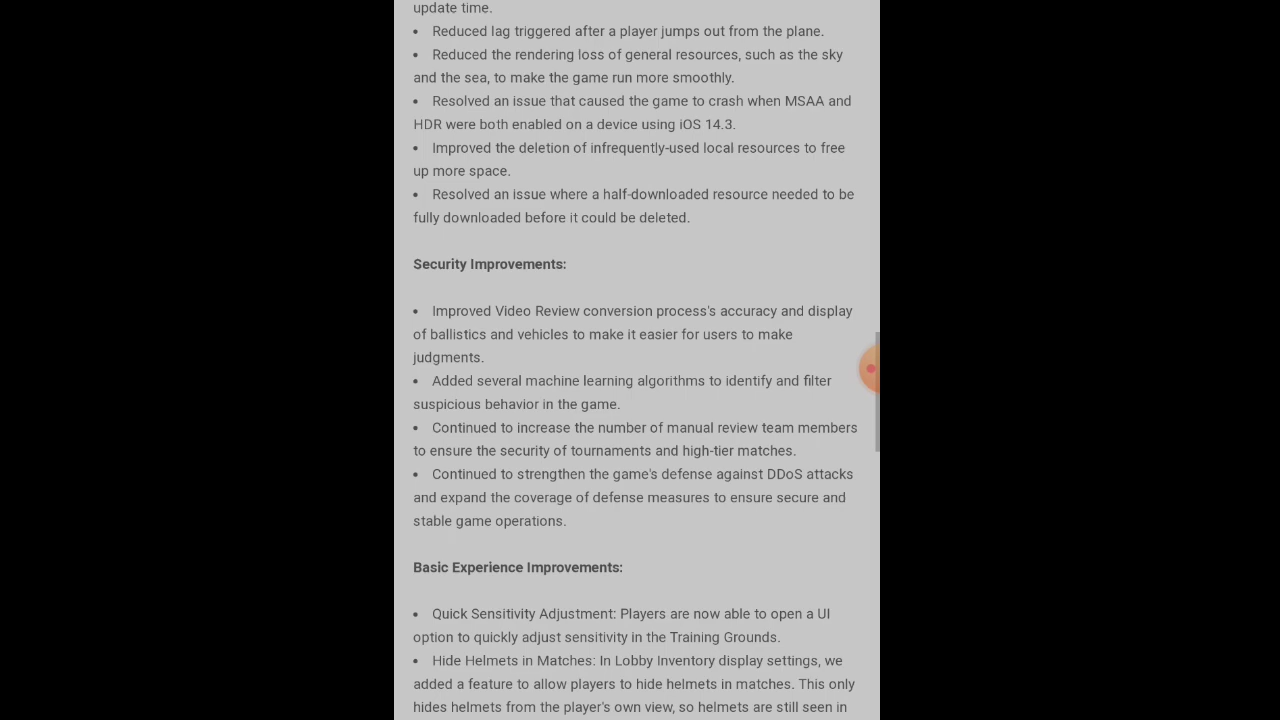 update time.
• Reduced lag triggered after a player jumps out from the plane.
• Reduced the rendering loss of general resources, such as the sky
and the sea, to make the game run more smoothly.
• Resolved an issue that caused the game to crash when MSAA and
HDR were both enabled on a device using iOS 14.3.
• Improved the deletion of infrequently-used local resources to free
up more space.
• Resolved an issue where a half-downloaded resource needed to be
fully downloaded before it could be deleted.
Security Improvements:
• Improved Video Review conversion process's accuracy and display
of ballistics and vehicles to make it easier for users to make
judgments.
• Added several machine learning algorithms to identify and filter
suspicious behavior in the game.
• Continued to increase the number of manual review team members
to ensure the security of tournaments and high-tier matches.
• Continued to strengthen the game's defense against DDoS attacks
and expand the coverage of defense measures to ensure secure and
stable game operations.
Basic Experience Improvements:
• Quick Sensitivity Adjustment: Players are now able to open a UI
option to quickly adjust sensitivity in the Training Grounds.
• Hide Helmets in Matches: In Lobby Inventory display settings, we
added a feature to allow players to hide helmets in matches. This only
hides helmets from the player's own view, so helmets are still seen in